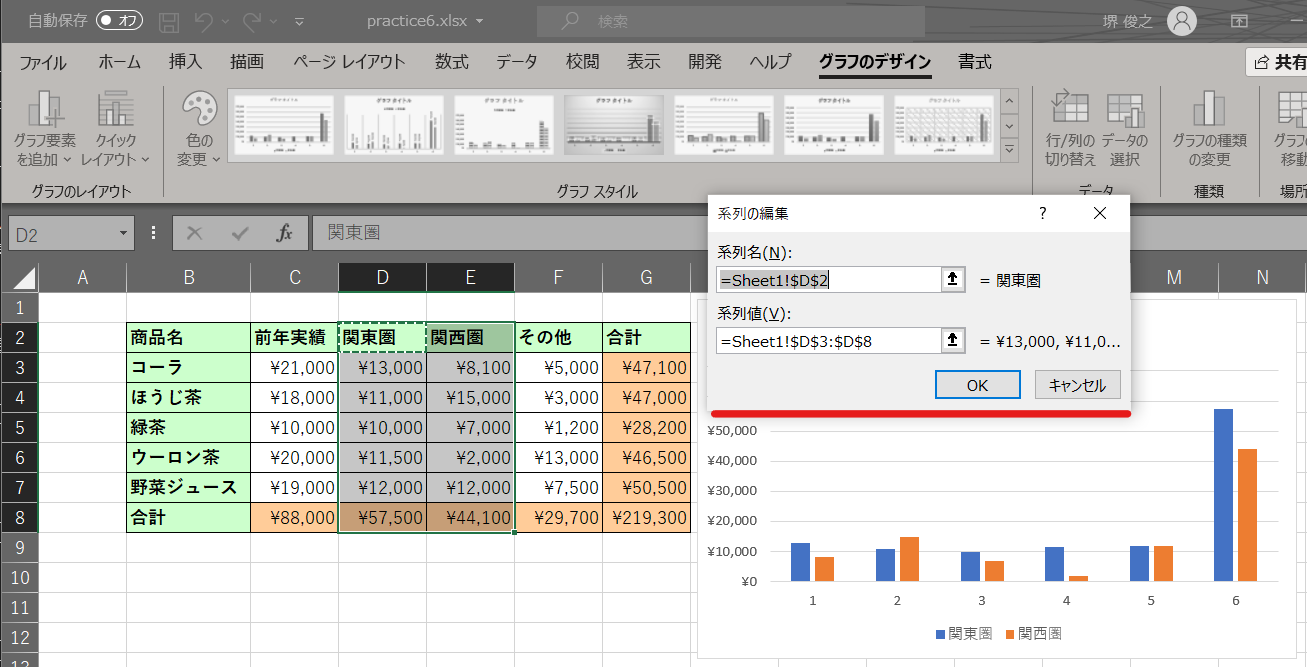 自動保存 オフ practice6.xlsx 検索 堺 俊之
ファイル ホーム 挿入 描画 ページ レイアウト 数式 データ 校閲 表示 開発 ヘルプ グラフのデザイン 書式 共有
グラフ要素を追加 クイックレイアウト 色の変更 行/列の切り替え データの選択 グラフの種類の変更
グラフのレイアウト グラフ スタイル データ 種類 場所
D2 fx 関東圏
系列の編集 ? ×
系列名(N):
=Sheet1!$D$2 = 関東圏
系列値(V):
=Sheet1!$D$3:$D$8 = ¥13,000, ¥11,0...
OK キャンセル
A B C D E F G M N
1
2 商品名 前年実績 関東圏 関西圏 その他 合計
3 コーラ ¥21,000 ¥13,000 ¥8,100 ¥5,000 ¥47,100
4 ほうじ茶 ¥18,000 ¥11,000 ¥15,000 ¥3,000 ¥47,000
5 緑茶 ¥10,000 ¥10,000 ¥7,000 ¥1,200 ¥28,200
6 ウーロン茶 ¥20,000 ¥11,500 ¥2,000 ¥13,000 ¥46,500
7 野菜ジュース ¥19,000 ¥12,000 ¥12,000 ¥7,500 ¥50,500
8 合計 ¥88,000 ¥57,500 ¥44,100 ¥29,700 ¥219,300
9
10
11
12
¥50,000
¥40,000
¥30,000
¥20,000
¥10,000
¥0
1 2 3 4 5 6
関東圏 関西圏